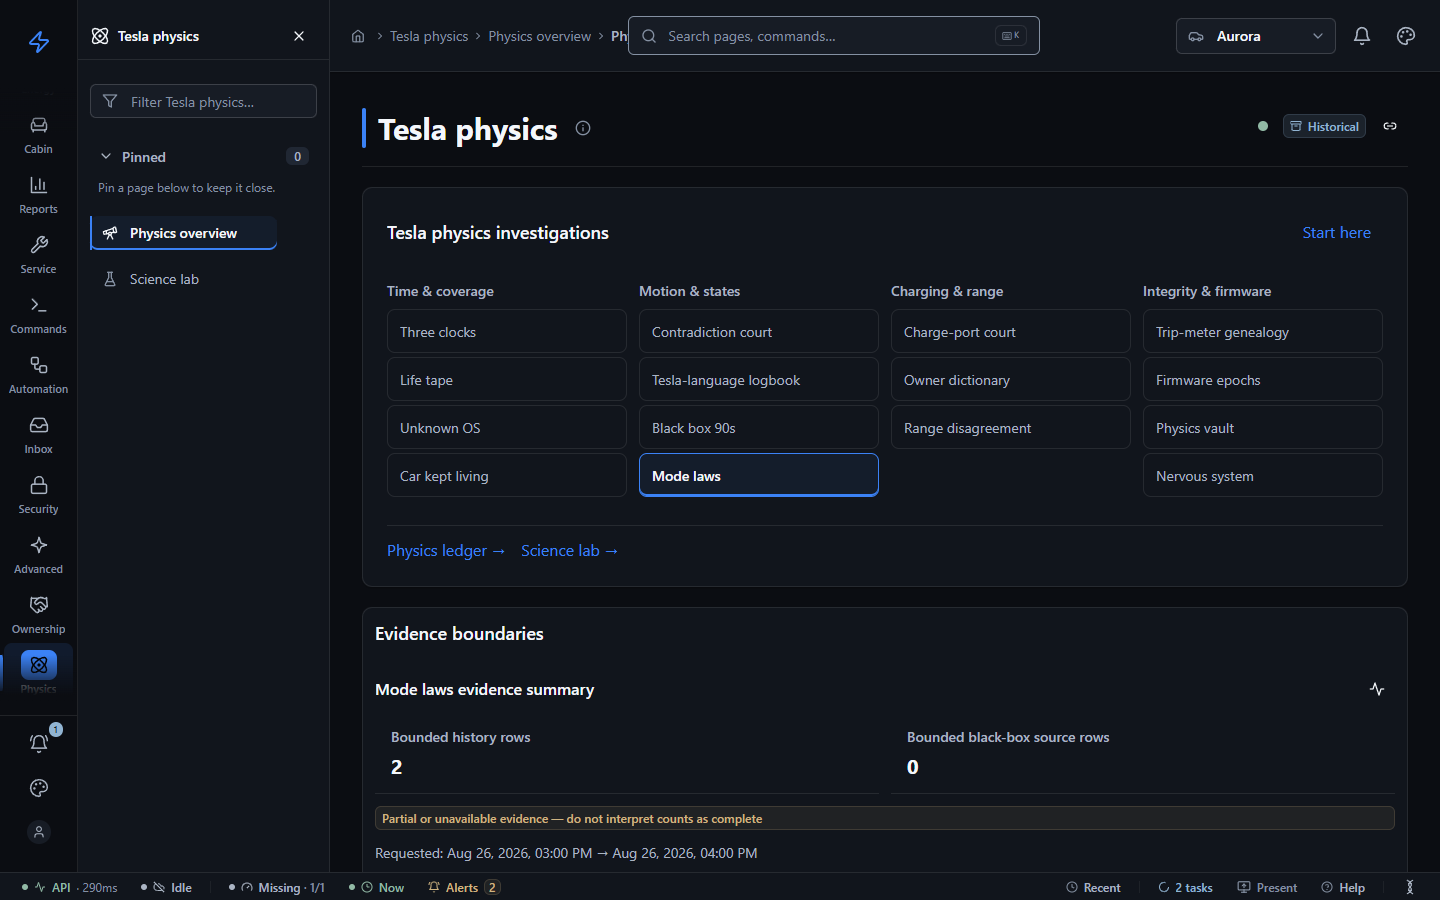 Tesla physics
Tesla physics
Physics overview
Ph
Search pages, commands...
K
Aurora
Cabin
Reports
Service
Commands
Automation
Inbox
Security
Advanced
Ownership
Physics
1
Filter Tesla physics...
Pinned
0
Pin a page below to keep it close.
Physics overview
Science lab
Tesla physics
Historical
Tesla physics investigations
Start here
Time & coverage
Three clocks
Life tape
Unknown OS
Car kept living
Motion & states
Contradiction court
Tesla-language logbook
Black box 90s
Mode laws
Charging & range
Charge-port court
Owner dictionary
Range disagreement
Integrity & firmware
Trip-meter genealogy
Firmware epochs
Physics vault
Nervous system
Physics ledger →
Science lab →
Evidence boundaries
Mode laws evidence summary
Bounded history rows
2
Bounded black-box source rows
0
Partial or unavailable evidence — do not interpret counts as complete
Requested: Aug 26, 2026, 03:00 PM → Aug 26, 2026, 04:00 PM
API · 290ms
Idle
Missing · 1/1
Now
Alerts 2
Recent
2 tasks
Present
Help